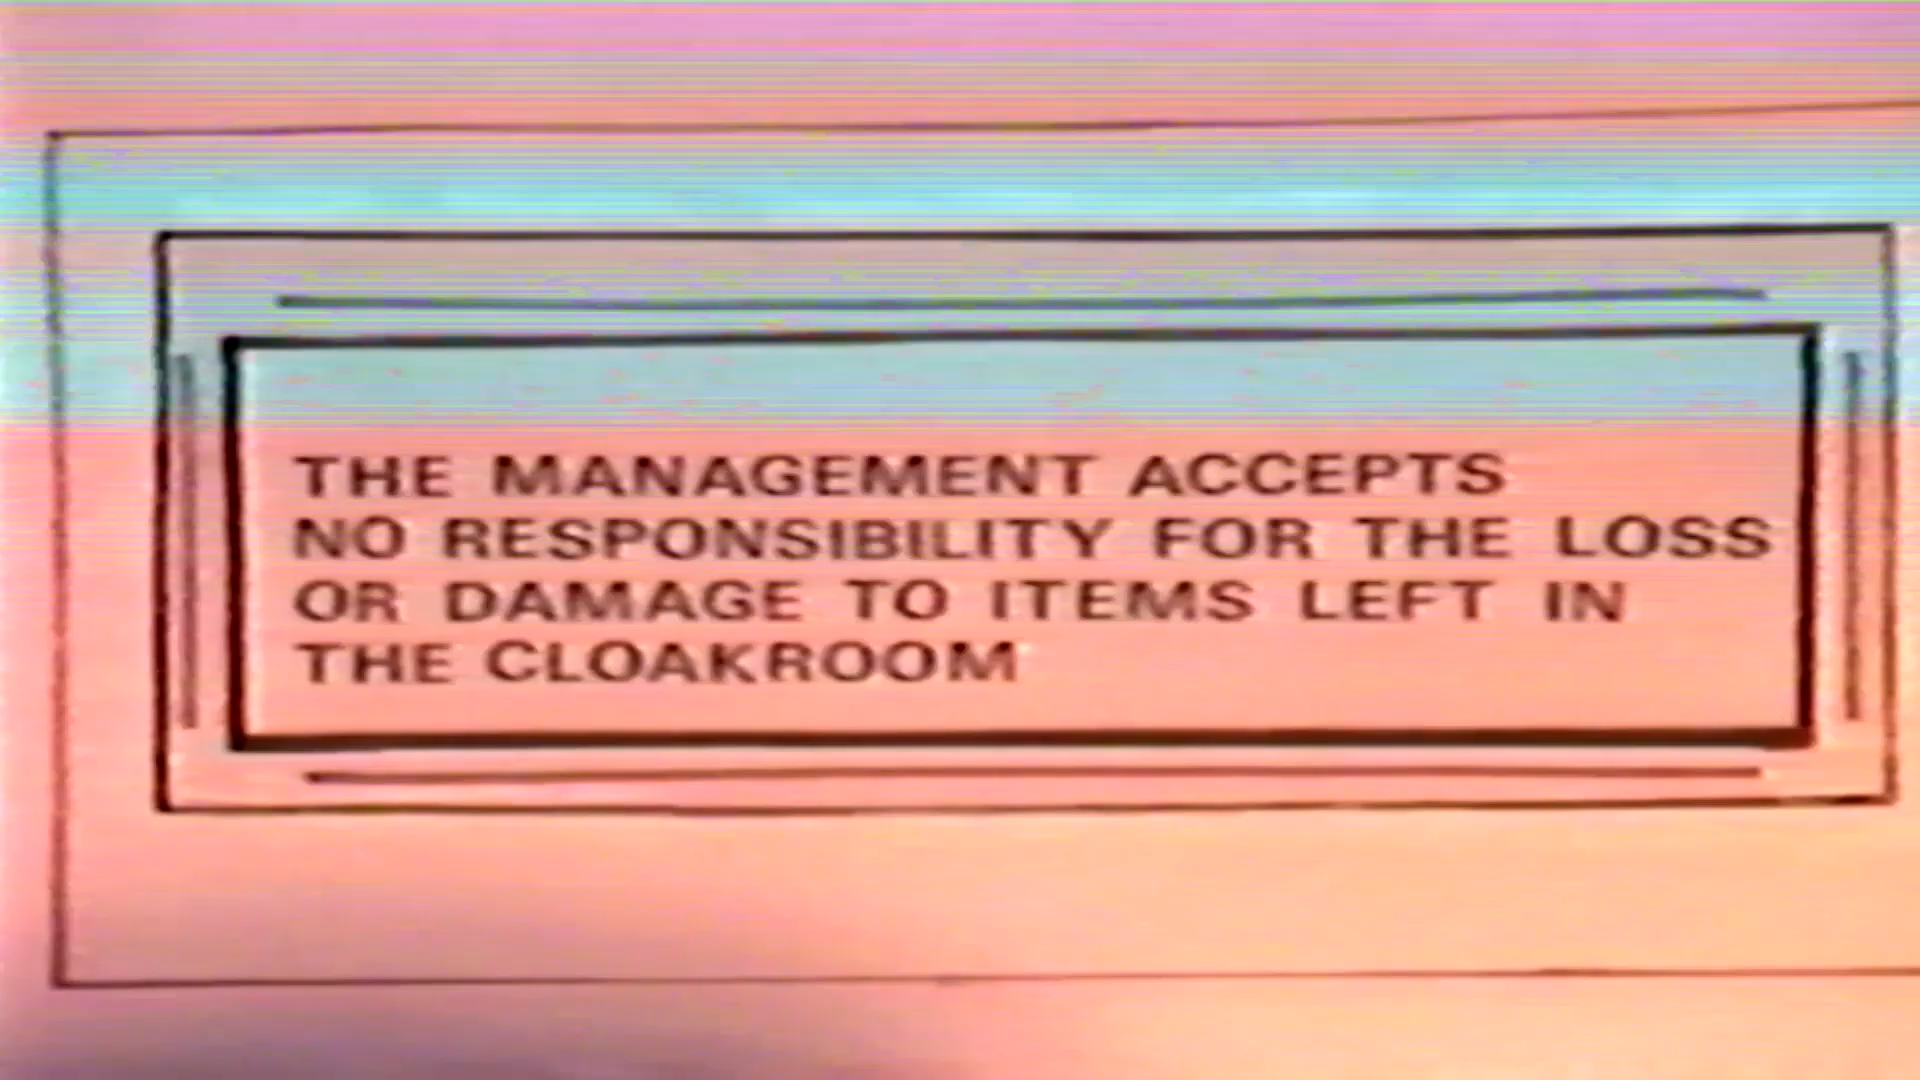 THE MANAGEMENT ACCEPTS
NO RESPONSIBILITY FOR THE LOSS
OR DAMAGE TO ITEMS LEFT IN
THE CLOAKROOM